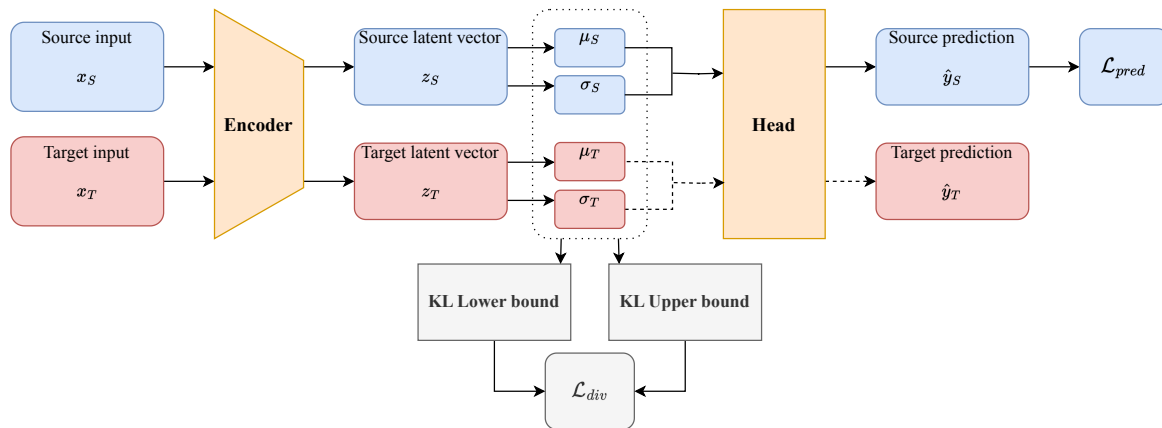 Source input
x_S
Encoder
Source latent vector
z_S
μ_S
σ_S
Head
Source prediction
ŷ_S
ℒ_pred
Target input
x_T
Target latent vector
z_T
μ_T
σ_T
Target prediction
ŷ_T
KL Lower bound
KL Upper bound
ℒ_div